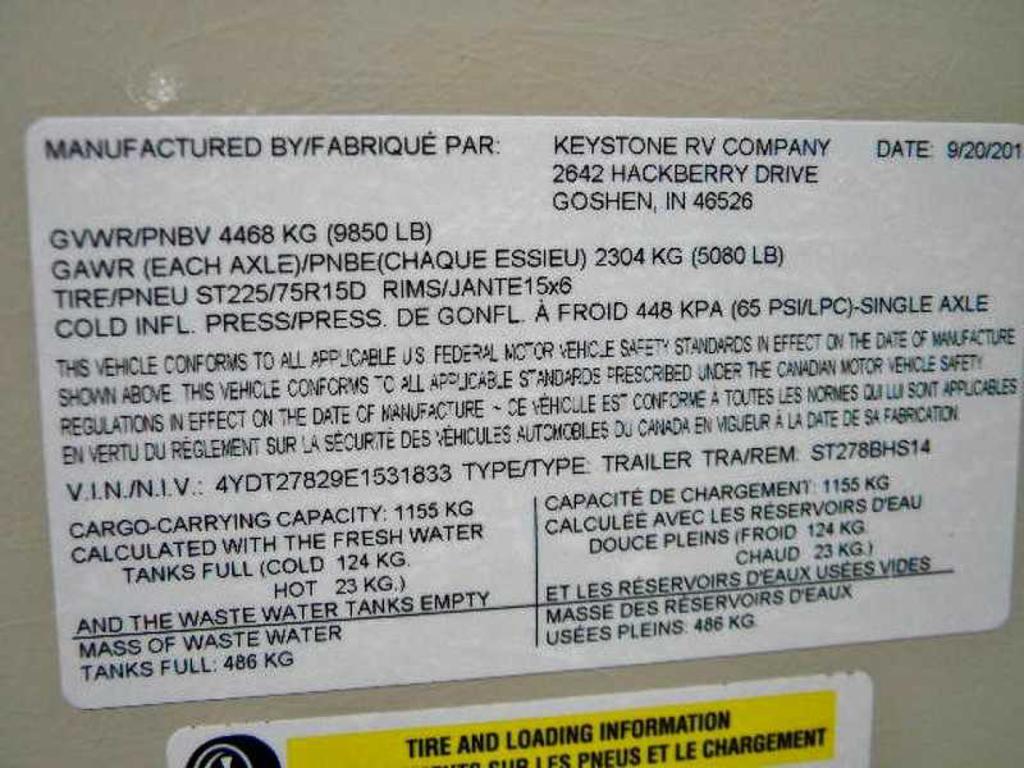 MANUFACTURED BY/FABRIQUÉ PAR: KEYSTONE RV COMPANY DATE: 9/20/201
2642 HACKBERRY DRIVE
GOSHEN, IN 46526
GVWR/PNBV 4468 KG (9850 LB)
GAWR (EACH AXLE)/PNBE(CHAQUE ESSIEU) 2304 KG (5080 LB)
TIRE/PNEU ST225/75R15D RIMS/JANTE15x6
COLD INFL. PRESS/PRESS. DE GONFL. À FROID 448 KPA (65 PSI/LPC)-SINGLE AXLE
THIS VEHICLE CONFORMS TO ALL APPLICABLE U.S. FEDERAL MOTOR VEHICLE SAFETY STANDARDS IN EFFECT ON THE DATE OF MANUFACTURE
SHOWN ABOVE. THIS VEHICLE CONFORMS TO ALL APPLICABLE STANDARDS PRESCRIBED UNDER THE CANADIAN MOTOR VEHICLE SAFETY
REGULATIONS IN EFFECT ON THE DATE OF MANUFACTURE ~ CE VÉHICULE EST CONFORME À TOUTES LES NORMES QUI LUI SONT APPLICABLES
EN VERTU DU RÈGLEMENT SUR LA SÉCURITÉ DES VÉHICULES AUTOMOBILES DU CANADA EN VIGUEUR À LA DATE DE SA FABRICATION
V.I.N./N.I.V.: 4YDT27829E1531833 TYPE/TYPE: TRAILER TRA/REM: ST278BHS14
CARGO-CARRYING CAPACITY: 1155 KG
CALCULATED WITH THE FRESH WATER
TANKS FULL (COLD 124 KG.
HOT 23 KG.)
AND THE WASTE WATER TANKS EMPTY
MASS OF WASTE WATER
TANKS FULL: 486 KG
CAPACITÉ DE CHARGEMENT: 1155 KG
CALCULÉE AVEC LES RÉSERVOIRS D'EAU
DOUCE PLEINS (FROID 124 KG.
CHAUD 23 KG.)
ET LES RÉSERVOIRS D'EAUX USÉES VIDES
MASSE DES RÉSERVOIRS D'EAUX
USÉES PLEINS: 486 KG.
TIRE AND LOADING INFORMATION
SUR LES PNEUS ET LE CHARGEMENT